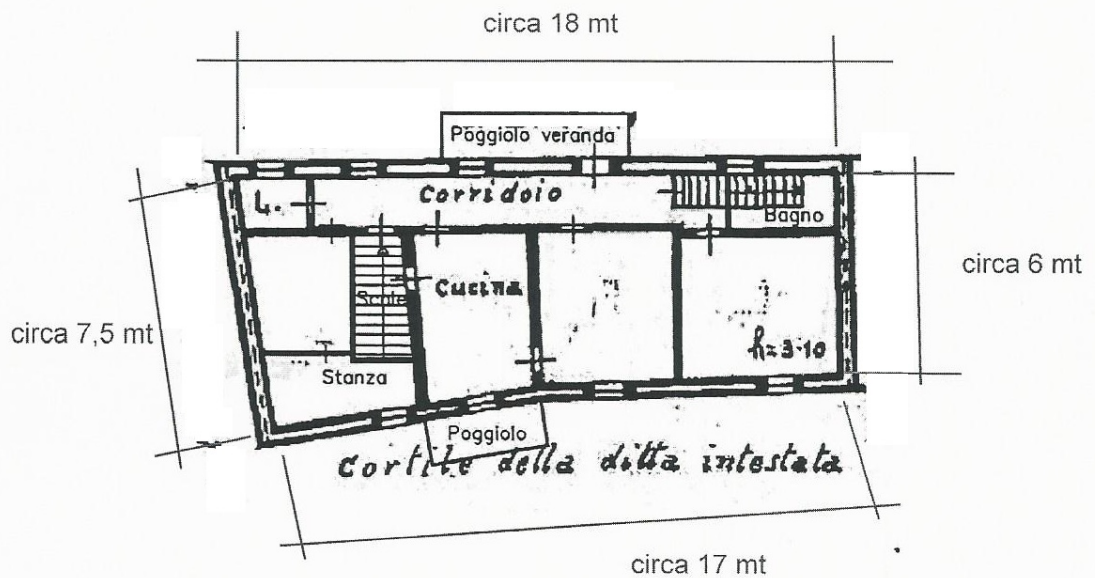 circa 18 mt
Poggiolo veranda
Corridoio
L.
Bagno
circa 6 mt
Scale
Cucina
circa 7,5 mt
h=3.10
Stanza
Poggiolo
Cortile della ditta intestata
circa 17 mt